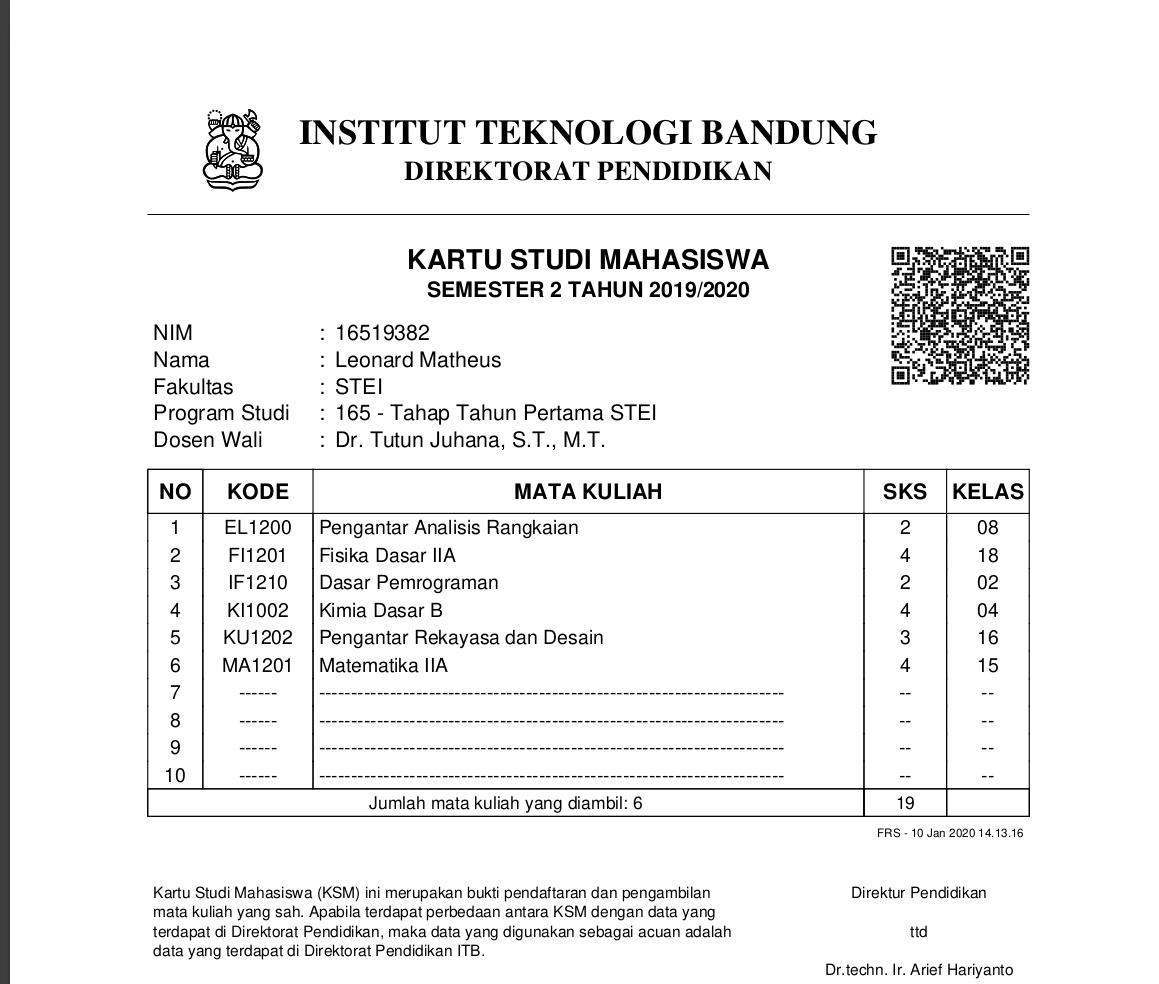 INSTITUT TEKNOLOGI BANDUNG
DIREKTORAT PENDIDIKAN
KARTU STUDI MAHASISWA
SEMESTER 2 TAHUN 2019/2020
NIM : 16519382
Nama : Leonard Matheus
Fakultas : STEI
Program Studi : 165 - Tahap Tahun Pertama STEI
Dosen Wali : Dr. Tutun Juhana, S.T., M.T.
NO KODE MATA KULIAH SKS KELAS
1 EL1200 Pengantar Analisis Rangkaian 2 08
2 FI1201 Fisika Dasar IIA 4 18
3 IF1210 Dasar Pemrograman 2 02
4 KI1002 Kimia Dasar B 4 04
5 KU1202 Pengantar Rekayasa dan Desain 3 16
6 MA1201 Matematika IIA 4 15
7 ------ ------------------------------------------------------------------------- -- --
8 ------ ------------------------------------------------------------------------- -- --
9 ------ ------------------------------------------------------------------------- -- --
10 ------ ------------------------------------------------------------------------- -- --
Jumlah mata kuliah yang diambil: 6 19
FRS - 10 Jan 2020 14.13.16
Kartu Studi Mahasiswa (KSM) ini merupakan bukti pendaftaran dan pengambilan
mata kuliah yang sah. Apabila terdapat perbedaan antara KSM dengan data yang
terdapat di Direktorat Pendidikan, maka data yang digunakan sebagai acuan adalah
data yang terdapat di Direktorat Pendidikan ITB.
Direktur Pendidikan
ttd
Dr.techn. Ir. Arief Hariyanto